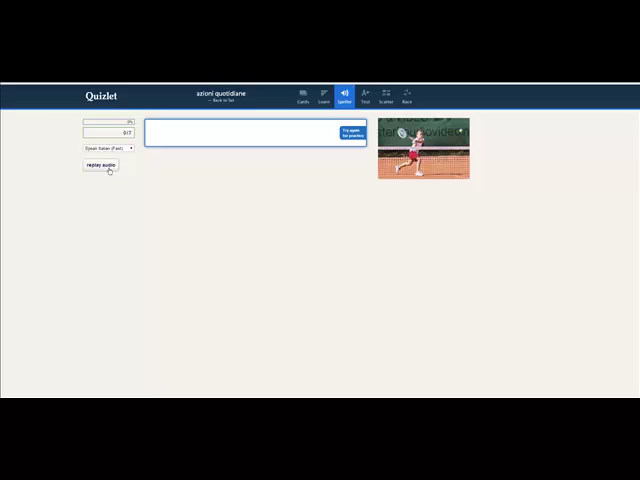 Quizlet
azioni quotidiane
← Back to Set
Cards
Learn
Speller
Test
Scatter
Race
0%
0/7
Speak Italian (Fast)
replay audio
Try again
for practice